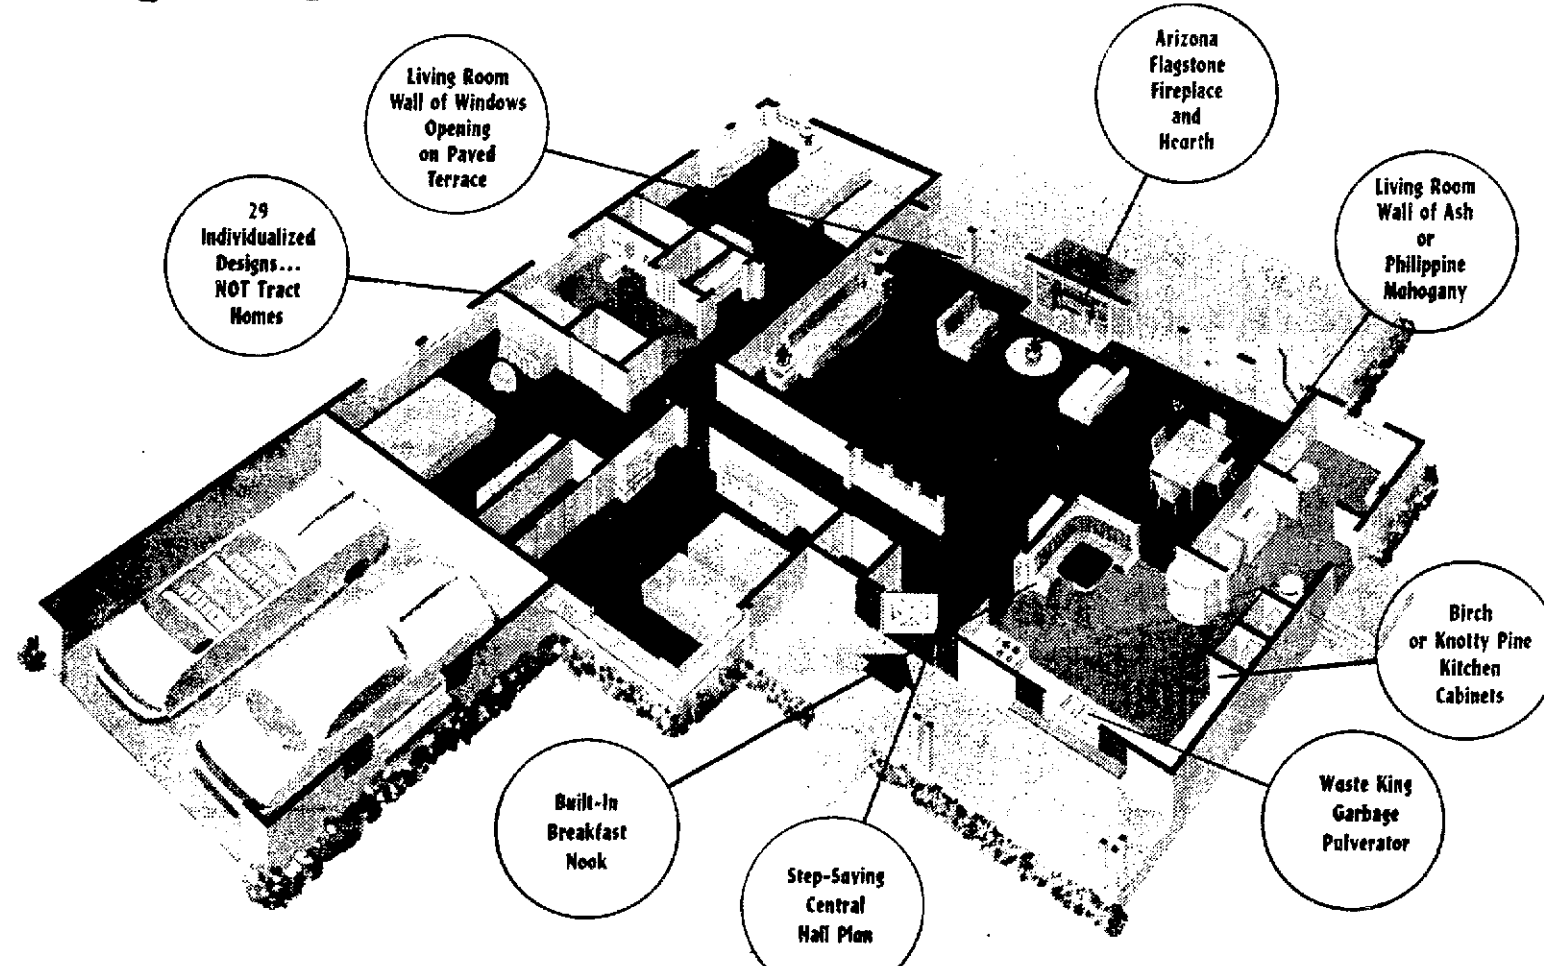 Living Room
Wall of Windows
Opening
on Paved
Terrace
Arizona
Flagstone
Fireplace
and
Hearth
29
Individualized
Designs...
NOT Tract
Homes
Living Room
Wall of Ash
or
Philippine
Mahogany
Birch
or Knotty Pine
Kitchen
Cabinets
Built-In
Breakfast
Nook
Step-Saving
Central
Hall Plan
Waste King
Garbage
Pulverator